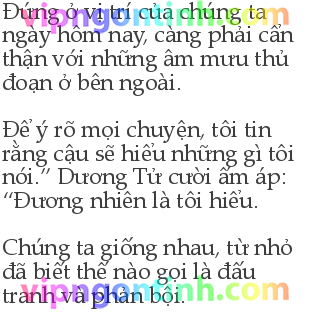 vipngontinh.com
Đứng ở vị trí của chúng ta
ngày hôm nay, càng phải cẩn
thận với những âm mưu thủ
đoạn ở bên ngoài.
Để ý rõ mọi chuyện, tôi tin
rằng cậu sẽ hiểu những gì tôi
nói.” Dương Tử cười ấm áp:
“Đương nhiên là tôi hiểu.
Chúng ta giống nhau, từ nhỏ
đã biết thế nào gọi là đấu
tranh và phản bội.
vipngontinh.com